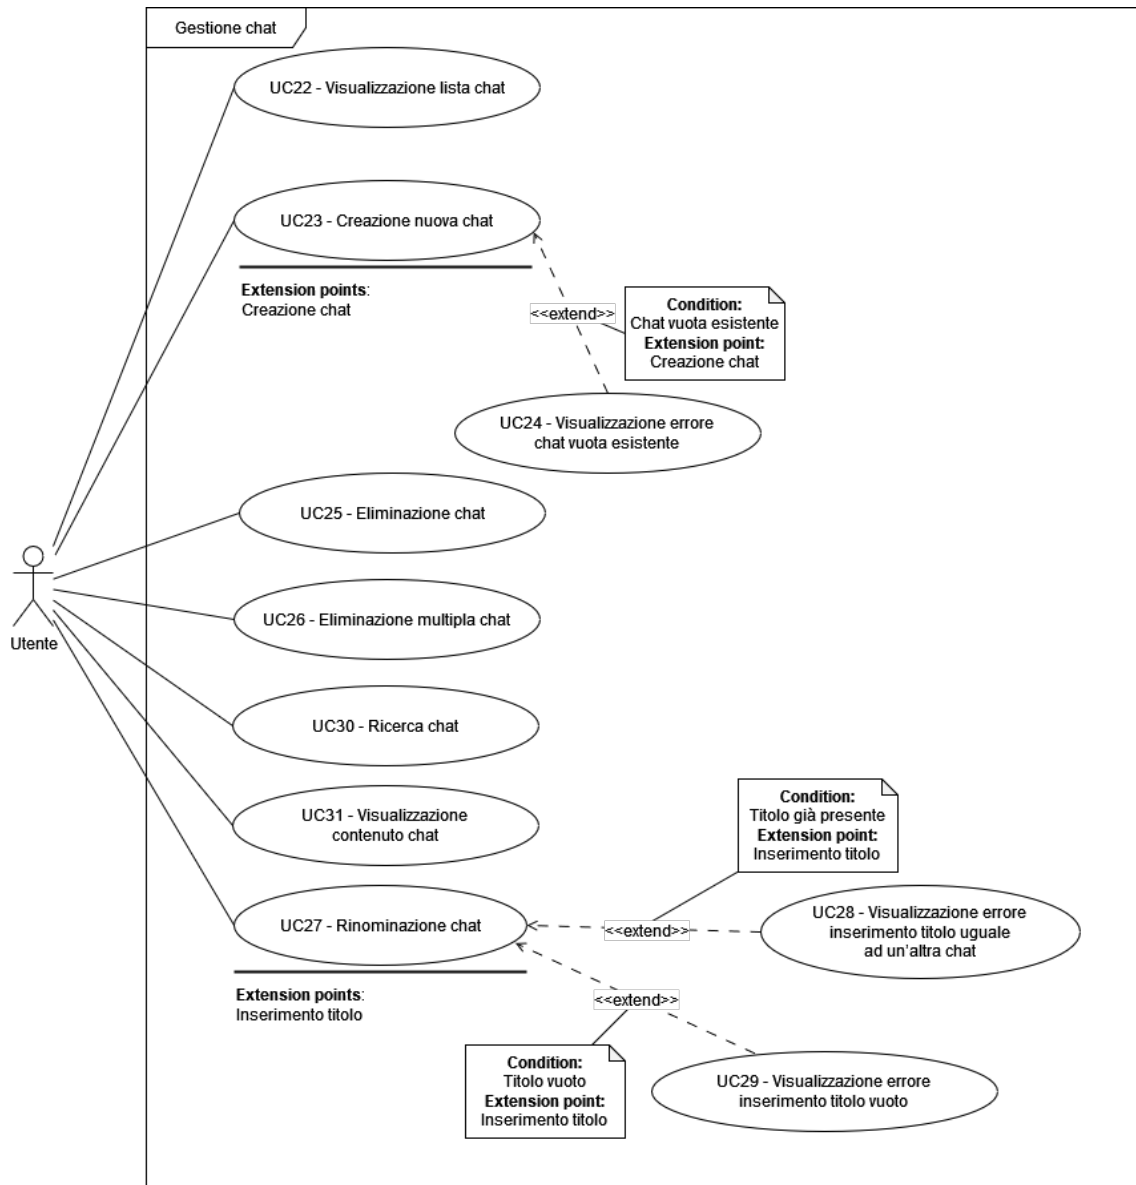 Gestione chat
UC22 - Visualizzazione lista chat
UC23 - Creazione nuova chat
Extension points:
Creazione chat
<<extend>>
Condition:
Chat vuota esistente
Extension point:
Creazione chat
UC24 - Visualizzazione errore
chat vuota esistente
UC25 - Eliminazione chat
Utente
UC26 - Eliminazione multipla chat
UC30 - Ricerca chat
UC31 - Visualizzazione
contenuto chat
Condition:
Titolo già presente
Extension point:
Inserimento titolo
UC27 - Rinominazione chat
<<extend>>
UC28 - Visualizzazione errore
inserimento titolo uguale
ad un'altra chat
Extension points:
Inserimento titolo
<<extend>>
Condition:
Titolo vuoto
Extension point:
Inserimento titolo
UC29 - Visualizzazione errore
inserimento titolo vuoto